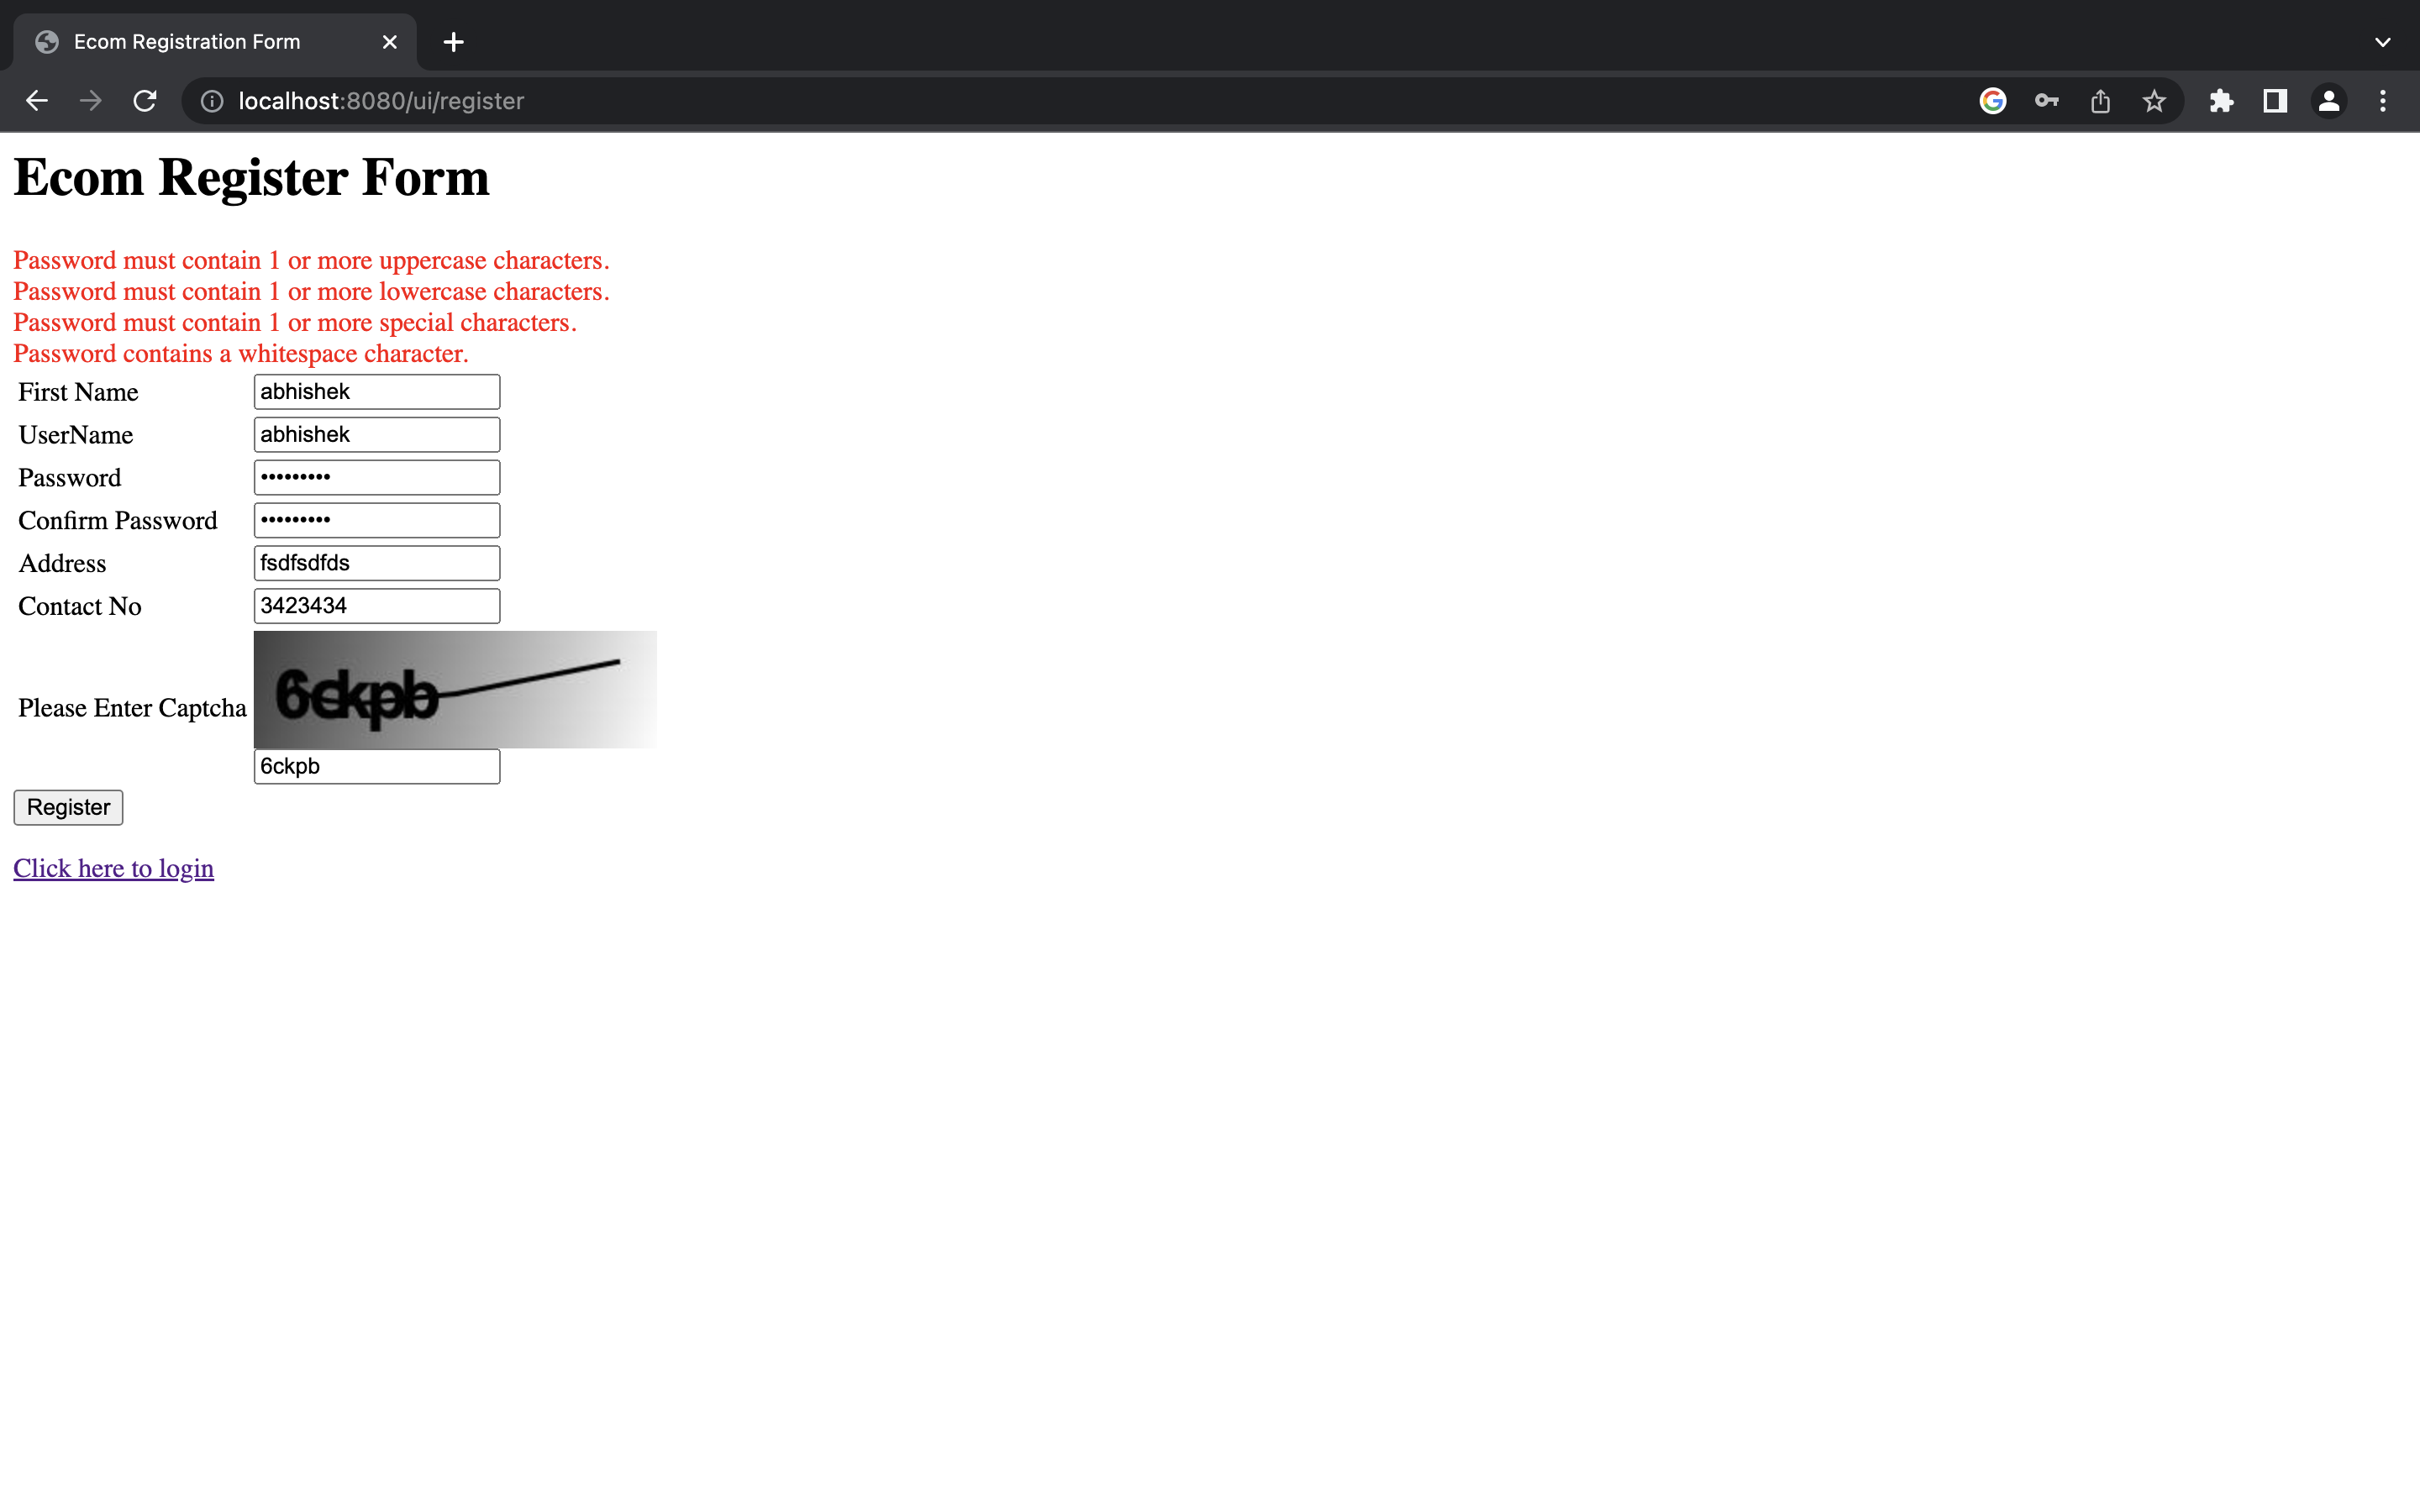 Ecom Registration Form
localhost:8080/ui/register
Ecom Register Form
Password must contain 1 or more uppercase characters.
Password must contain 1 or more lowercase characters.
Password must contain 1 or more special characters.
Password contains a whitespace character.
First Name abhishek
UserName abhishek
Password •••••••••
Confirm Password •••••••••
Address fsdfsdfds
Contact No 3423434
6ckpb
Please Enter Captcha
6ckpb
Register
Click here to login